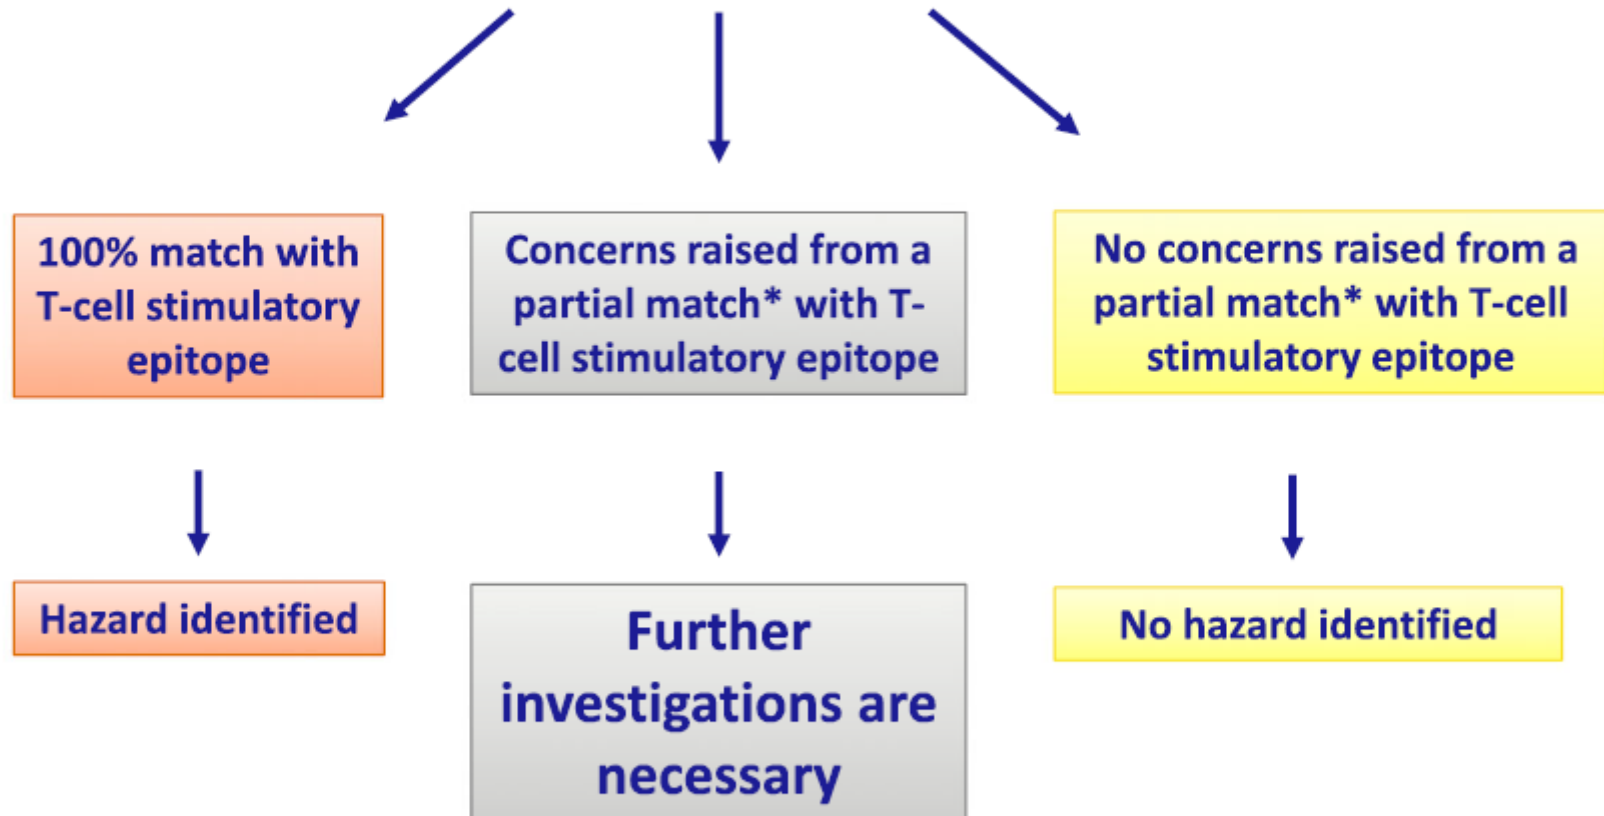 100% match with
T-cell stimulatory
epitope
Concerns raised from a
partial match* with T-
cell stimulatory epitope
No concerns raised from a
partial match* with T-cell
stimulatory epitope
Hazard identified
Further
investigations are
necessary
No hazard identified